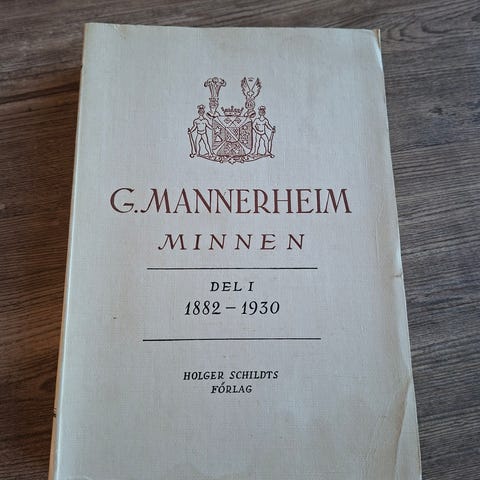 G. MANNERHEIM
MINNEN
DEL I
1882 – 1930
HOLGER SCHILDTS
FÖRLAG